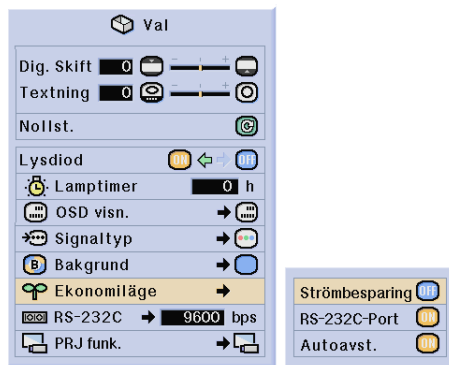 Val
Dig. Skift 0
Textning 0
Nollst.
Lysdiod ON OFF
Lamptimer 0 h
OSD visn.
Signaltyp
B Bakgrund
Ekonomiläge
RS-232C 9600 bps
PRJ funk.
Strömbesparing OFF
RS-232C-Port ON
Autoavst. ON